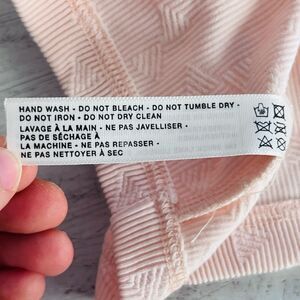 HAND WASH - DO NOT BLEACH - DO NOT TUMBLE DRY -
DO NOT IRON - DO NOT DRY CLEAN
LAVAGE À LA MAIN - NE PAS JAVELLISER -
PAS DE SÉCHAGE À
LA MACHINE - NE PAS REPASSER -
NE PAS NETTOYER À SEC